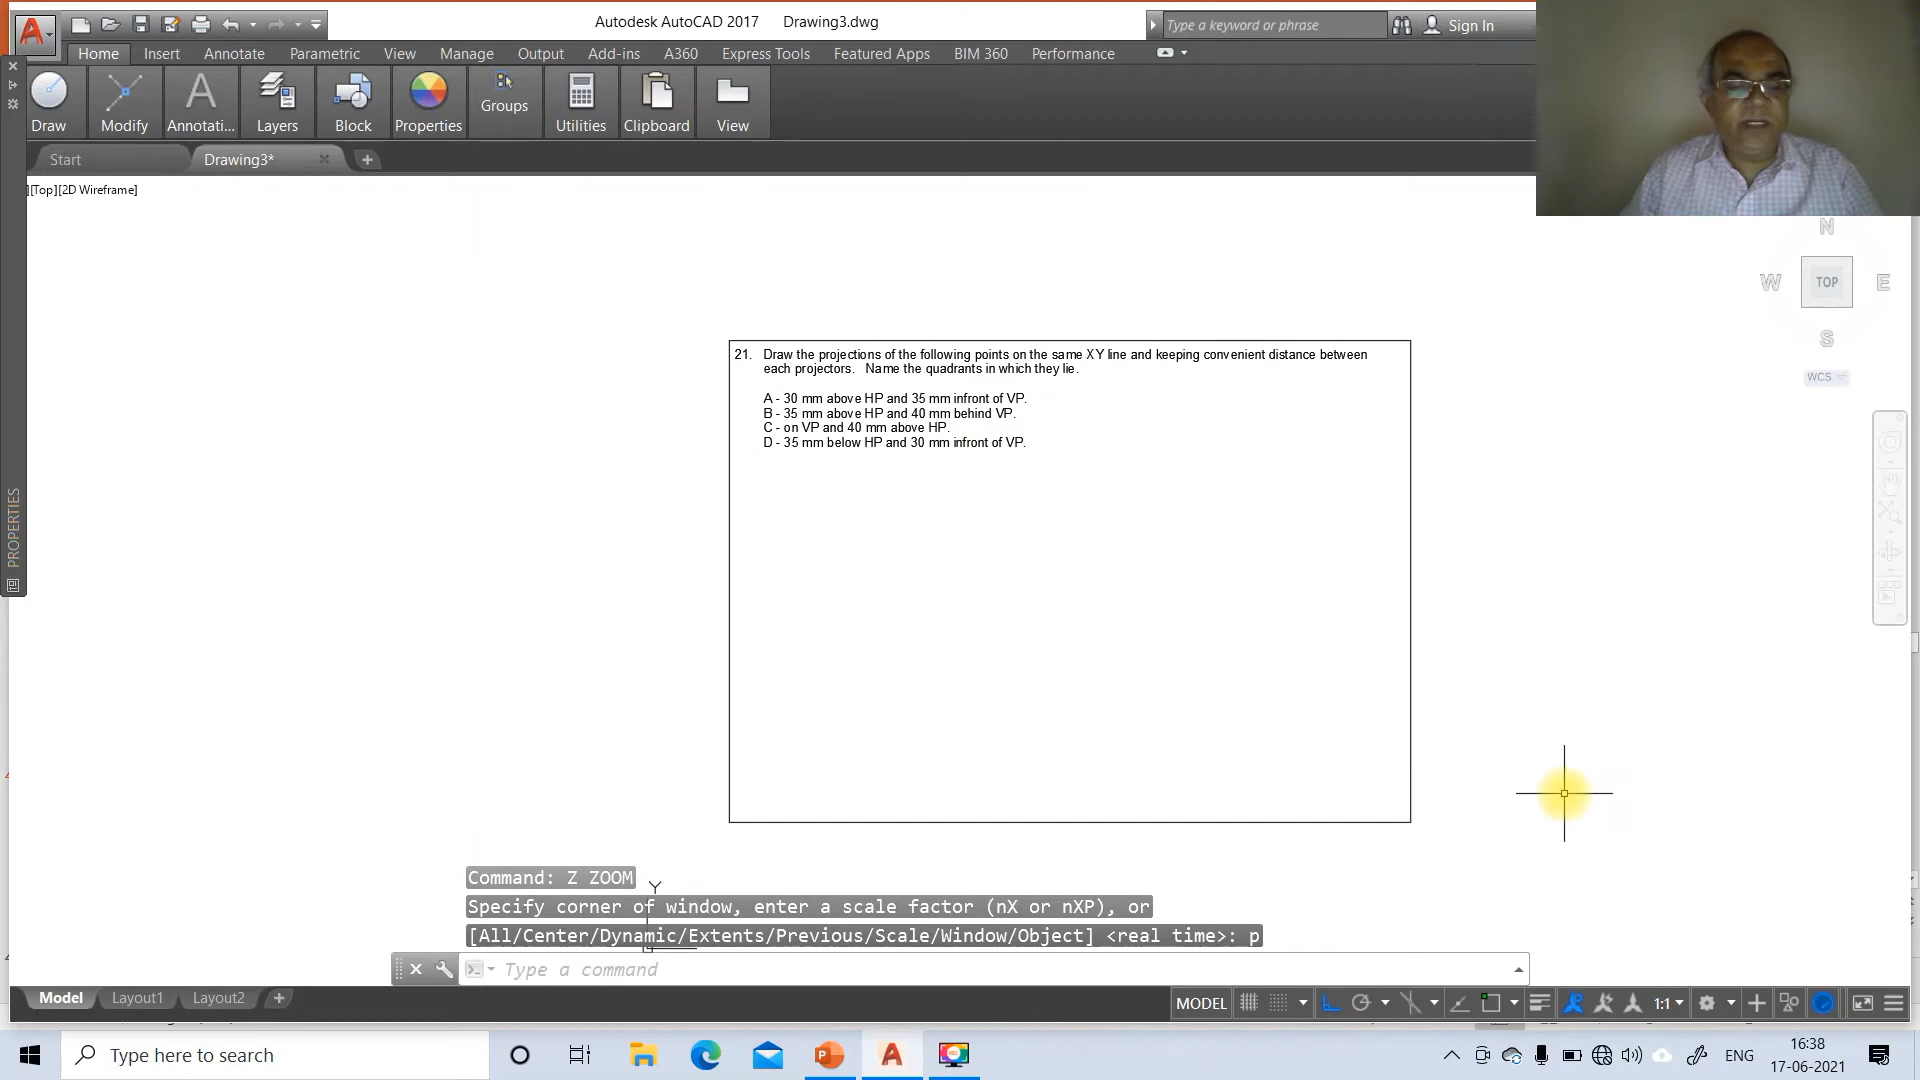 Autodesk AutoCAD 2017 Drawing3.dwg
Type a keyword or phrase
Sign In
Home Insert Annotate Parametric View Manage Output Add-ins A360 Express Tools Featured Apps BIM 360 Performance
Draw Modify Annotati... Layers Block Properties Groups Utilities Clipboard View
Start Drawing3*
][Top][2D Wireframe]
N
W TOP E
S
WCS
21. Draw the projections of the following points on the same XY line and keeping convenient distance between
each projectors. Name the quadrants in which they lie.
A - 30 mm above HP and 35 mm infront of VP.
B - 35 mm above HP and 40 mm behind VP.
C - on VP and 40 mm above HP.
D - 35 mm below HP and 30 mm infront of VP.
PROPERTIES
Command: Z ZOOM
Y
Specify corner of window, enter a scale factor (nX or nXP), or
[All/Center/Dynamic/Extents/Previous/Scale/Window/Object] <real time>: p
Type a command
Model Layout1 Layout2
MODEL 1:1
Type here to search
ENG
16:38
17-06-2021